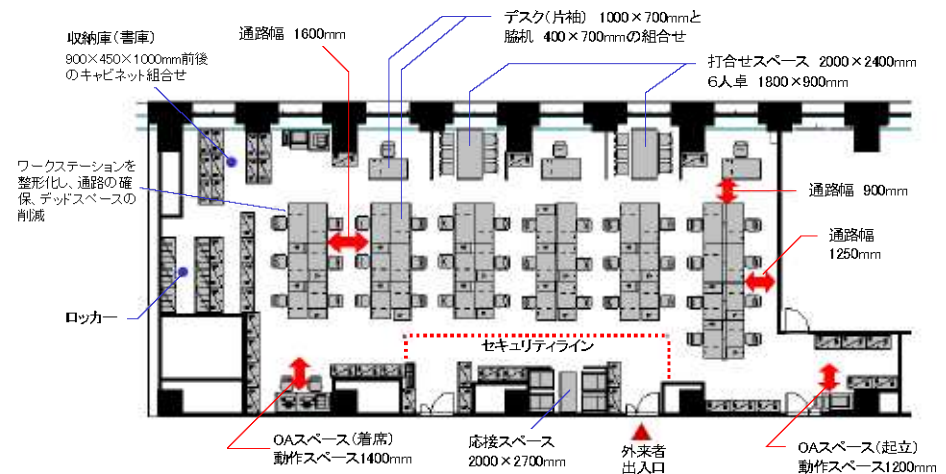 収納庫(書庫)
900×450×1000mm前後
のキャビネット組合せ
通路幅 1600mm
デスク(片袖) 1000×700mmと
脇机 400×700mmの組合せ
打合せスペース 2000×2400mm
6人卓 1800×900mm
ワークステーションを
整形化し、通路の確
保、デッドスペースの
削減
通路幅 900mm
通路幅
1250mm
ロッカー
セキュリティライン
OAスペース(着席)
動作スペース1400mm
応接スペース
2000×2700mm
外来者
出入口
OAスペース(起立)
動作スペース1200mm